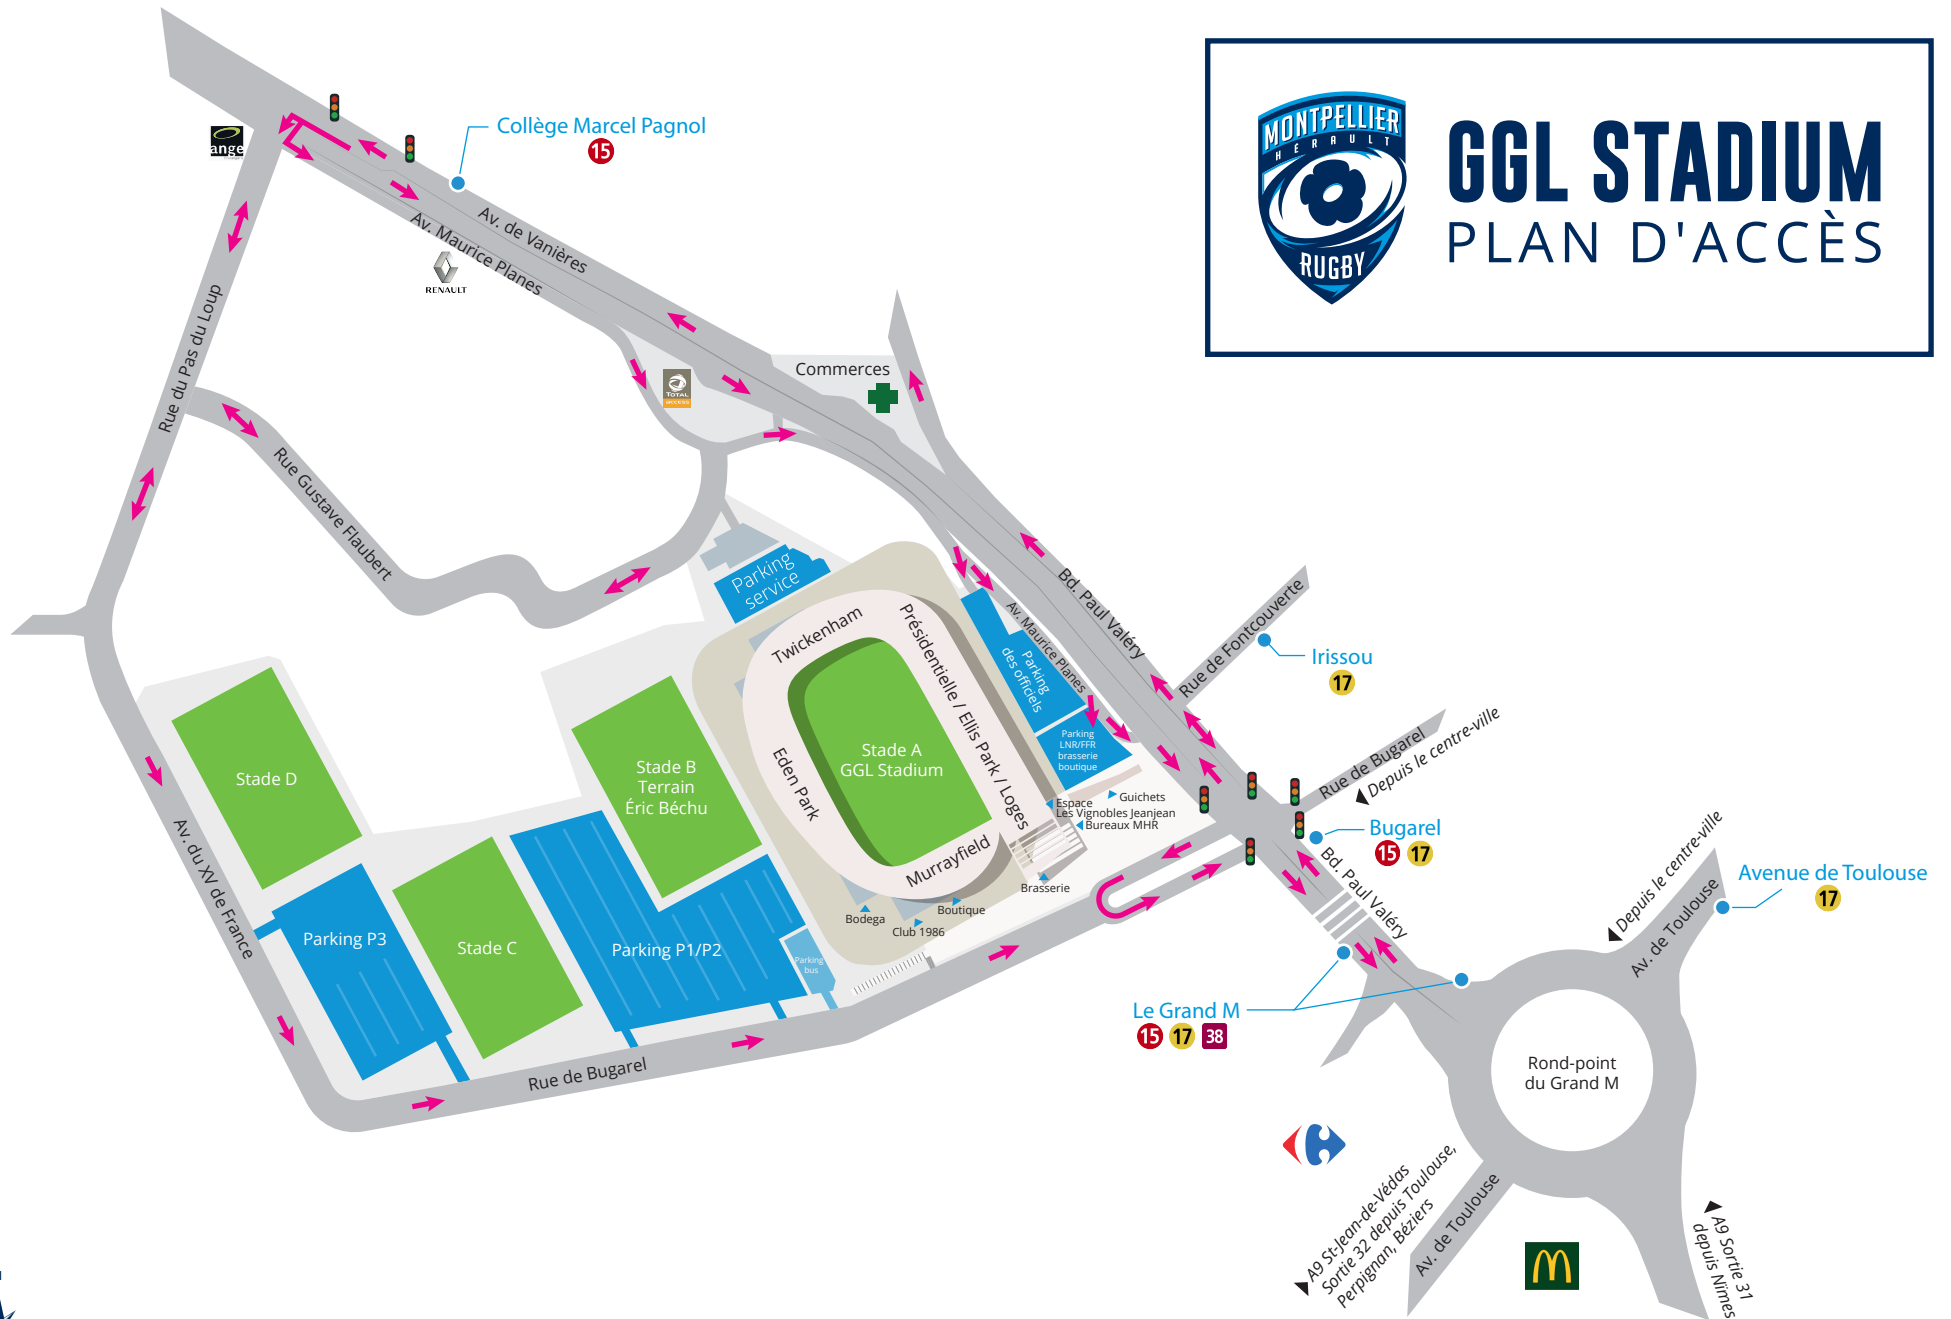 MONTPELLIER
HÉRAULT
RUGBY
GGL STADIUM
PLAN D'ACCÈS
Collège Marcel Pagnol
15
ange
Av. de Vanières
Av. Maurice Planes
RENAULT
Rue du Pas du Loup
TOTAL
access
Commerces
Rue Gustave Flaubert
Parking
service
Bd. Paul Valéry
Av. Maurice Planes
Rue de Fontcouverte
Irissou
17
Twickenham
Présidentielle / Ellis Park / Loges
Eden Park
Murrayfield
Stade A
GGL Stadium
Parking
des officiels
Parking
LNR/FFR
brasserie
boutique
Guichets
Espace
Les Vignobles Jeanjean
Bureaux MHR
Brasserie
Boutique
Club 1986
Bodega
Rue de Bugarel
Depuis le centre-ville
Bugarel
15 17
Bd. Paul Valéry
Stade D
Stade B
Terrain
Éric Béchu
Av. du XV de France
Parking P3
Stade C
Parking P1/P2
Parking
bus
Rue de Bugarel
Depuis le centre-ville
Av. de Toulouse
Avenue de Toulouse
17
Le Grand M
15 17 38
Rond-point
du Grand M
A9 St-Jean-de-Védas
Sortie 32 depuis Toulouse,
Perpignan, Béziers
Av. de Toulouse
A9 Sortie 31
depuis Nîmes